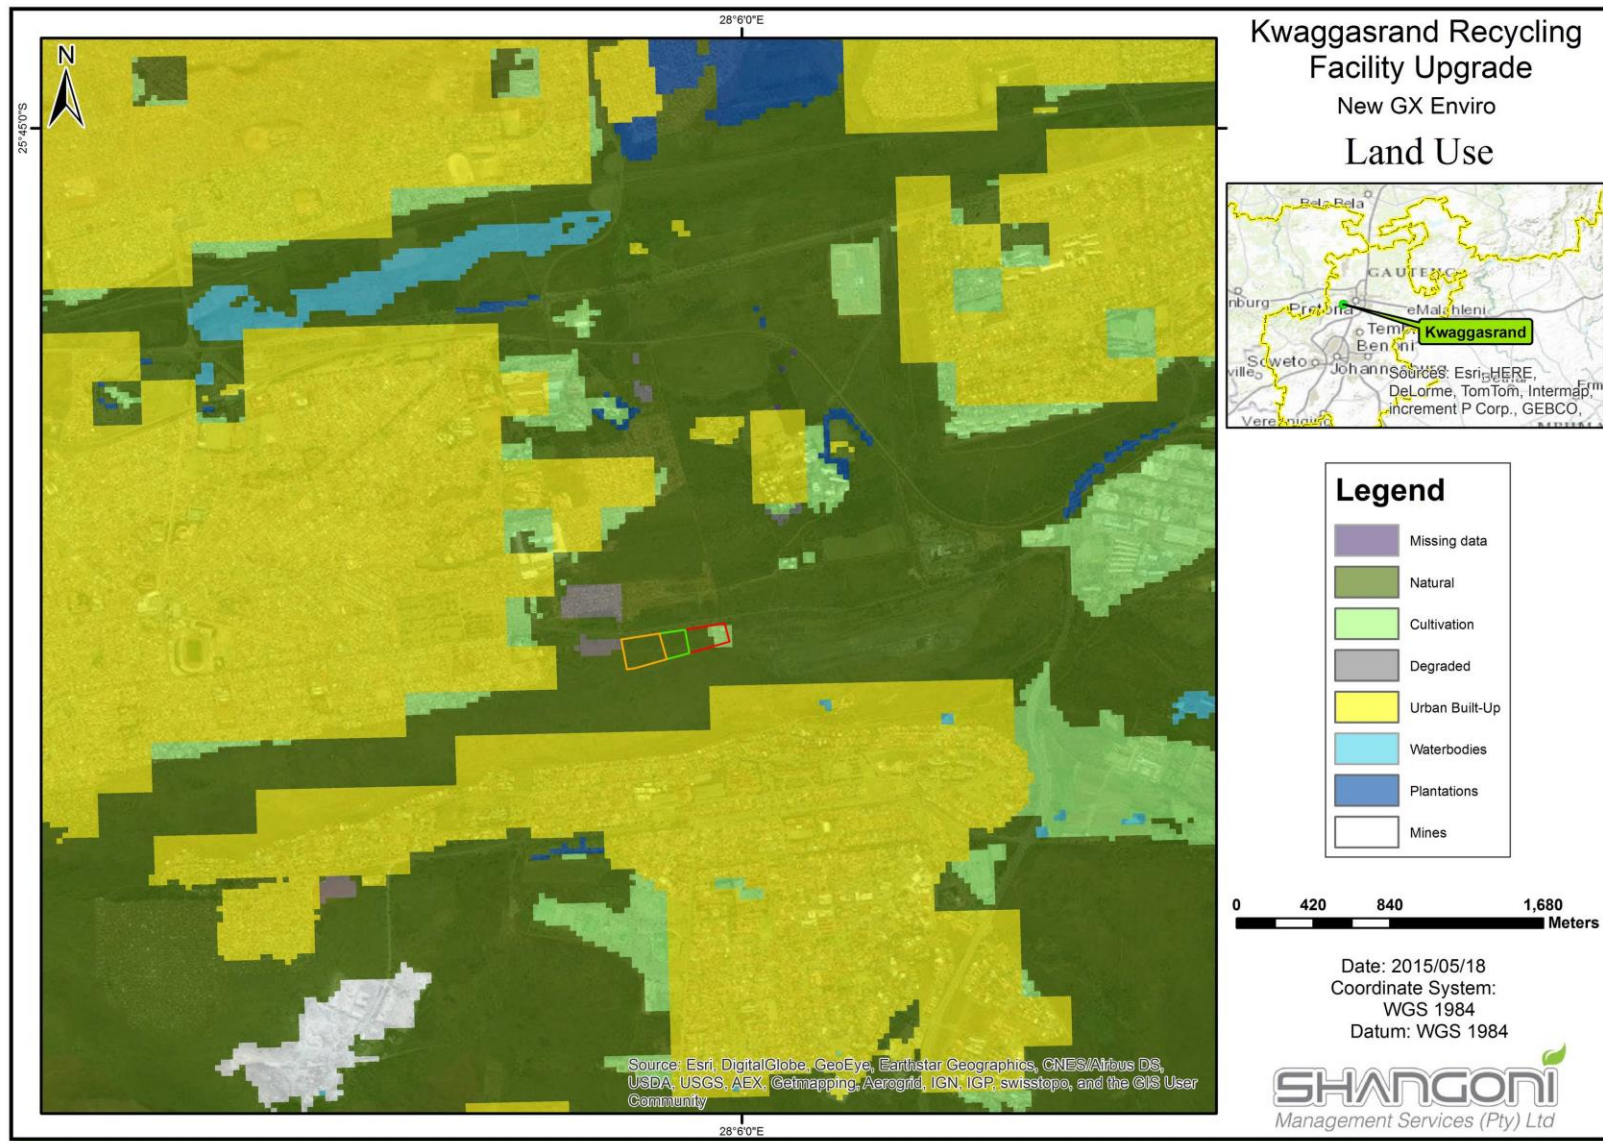 28°6'0"E
Kwaggasrand Recycling
Facility Upgrade
New GX Enviro
Land Use
N
25°45'0"S
Bela Bela
GAUTENG
nburg
Pretoria
eMalahleni
Kwaggasrand
Benoni
Soweto
ville
Sources: Esri, HERE,
DeLorme, TomTom, Intermap,
increment P Corp., GEBCO,
Legend
Missing data
Natural
Cultivation
Degraded
Urban Built-Up
Waterbodies
Plantations
Mines
0 420 840 1,680
Meters
Date: 2015/05/18
Coordinate System:
WGS 1984
Datum: WGS 1984
Source: Esri, DigitalGlobe, GeoEye, Earthstar Geographics, CNES/Airbus DS,
USDA, USGS, AEX, Getmapping, Aerogrid, IGN, IGP, swisstopo, and the GIS User
Community
SHANGONI
Management Services (Pty) Ltd
28°6'0"E